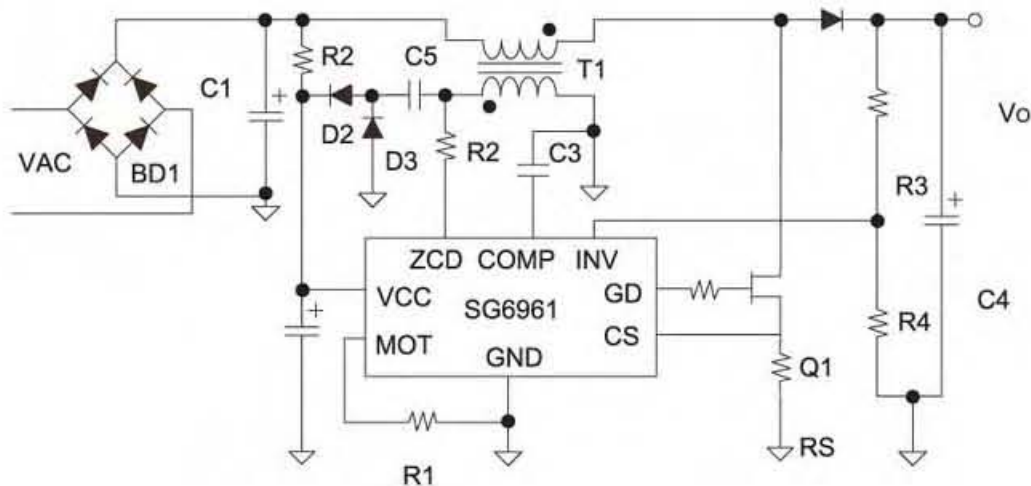 R2
C5
T1
C1
+
Vo
D2
D3
R2
C3
VAC
BD1
R3
+
ZCD COMP INV
VCC
GD
C4
SG6961
+
R4
MOT
CS
GND
Q1
R1
RS